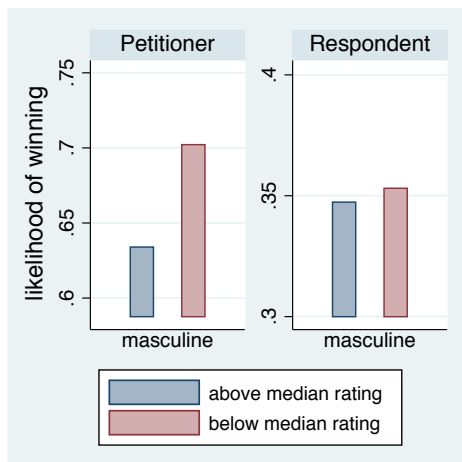 Petitioner
Respondent
likelihood of winning
.75
.7
.65
.6
masculine
.4
.35
.3
masculine
above median rating
below median rating